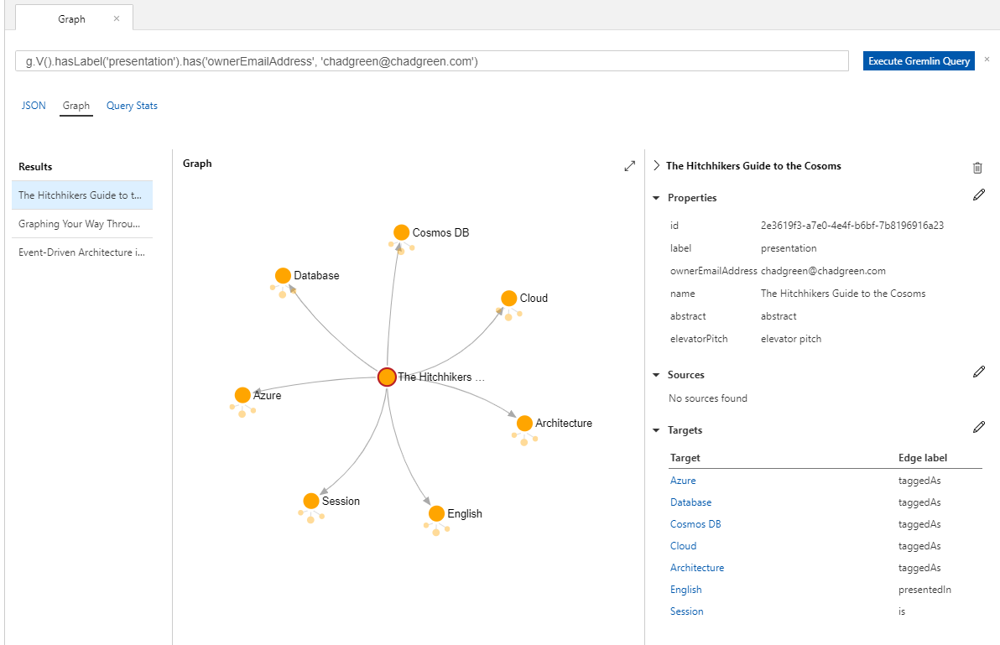 Graph ×
g.V().hasLabel('presentation').has('ownerEmailAddress', 'chadgreen@chadgreen.com')
Execute Gremlin Query ×
JSON Graph Query Stats
Results
The Hitchhikers Guide to t...
Graphing Your Way Throu...
Event-Driven Architecture i...
Graph
Cosmos DB
Database
Cloud
The Hitchhikers ...
Azure
Architecture
Session
English
The Hitchhikers Guide to the Cosoms
Properties
id 2e3619f3-a7e0-4e4f-b6bf-7b8196916a23
label presentation
ownerEmailAddress chadgreen@chadgreen.com
name The Hitchhikers Guide to the Cosoms
abstract abstract
elevatorPitch elevator pitch
Sources
No sources found
Targets
Target Edge label
Azure taggedAs
Database taggedAs
Cosmos DB taggedAs
Cloud taggedAs
Architecture taggedAs
English presentedIn
Session is